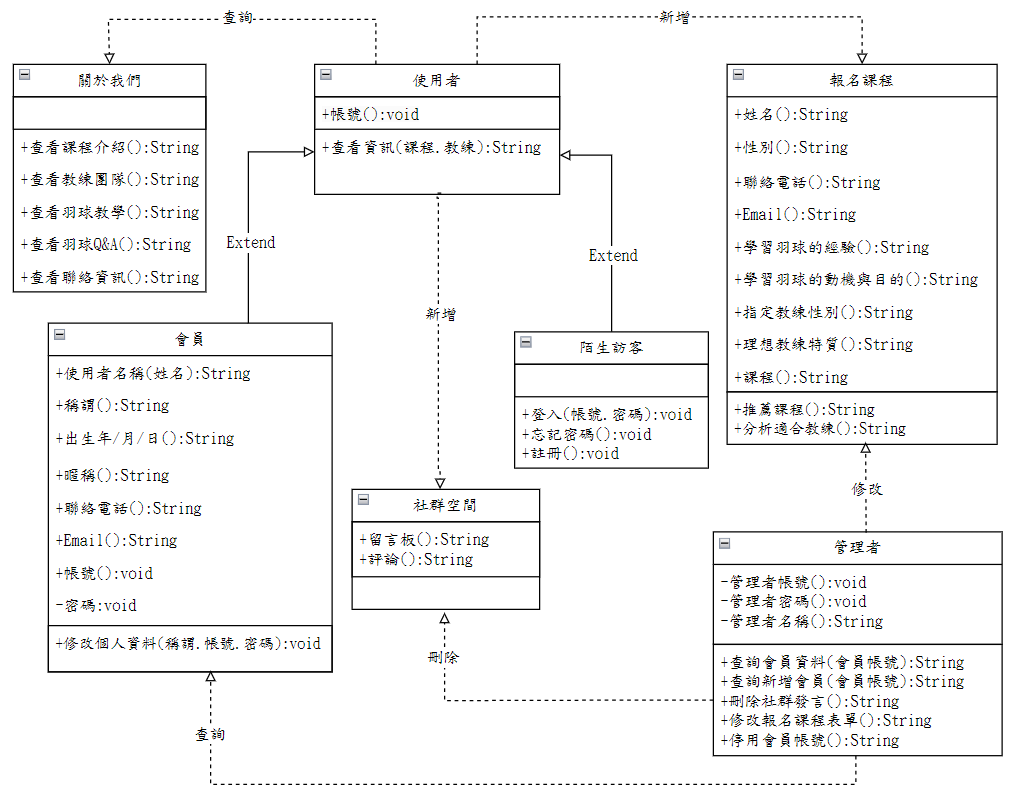 查詢
新增
關於我們
+查看課程介紹():String
+查看教練團隊():String
+查看羽球教學():String
+查看羽球Q&A():String
+查看聯絡資訊():String
使用者
+帳號():void
+查看資訊(課程.教練):String
報名課程
+姓名():String
+性別():String
+聯絡電話():String
+Email():String
+學習羽球的經驗():String
+學習羽球的動機與目的():String
+指定教練性別():String
+理想教練特質():String
+課程():String
+推薦課程():String
+分析適合教練():String
Extend
Extend
新增
會員
+使用者名稱(姓名):String
+稱謂():String
+出生年/月/日():String
+暱稱():String
+聯絡電話():String
+Email():String
+帳號():void
-密碼:void
+修改個人資料(稱謂.帳號.密碼):void
陌生訪客
+登入(帳號.密碼):void
+忘記密碼():void
+註冊():void
社群空間
+留言板():String
+評論():String
修改
管理者
-管理者帳號():void
-管理者密碼():void
-管理者名稱():String
+查詢會員資料(會員帳號):String
+查詢新增會員(會員帳號):String
+刪除社群發言():String
+修改報名課程表單():String
+停用會員帳號():String
刪除
查詢